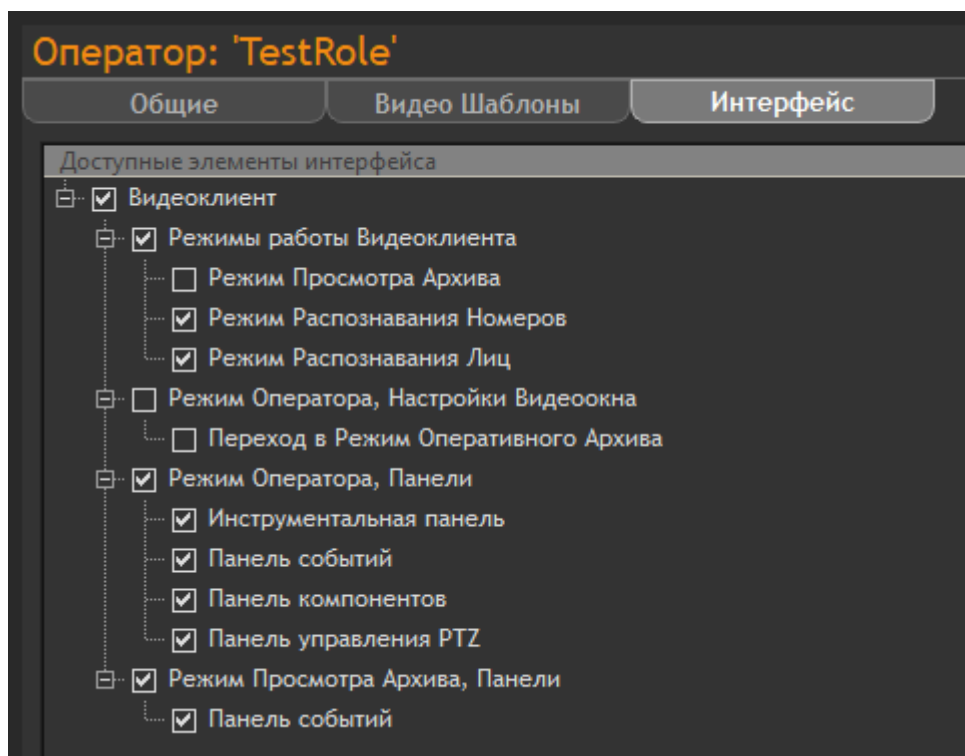 Оператор: 'TestRole'
Общие Видео Шаблоны Интерфейс
Доступные элементы интерфейса
Видеоклиент
Режимы работы Видеоклиента
Режим Просмотра Архива
Режим Распознавания Номеров
Режим Распознавания Лиц
Режим Оператора, Настройки Видеоокна
Переход в Режим Оперативного Архива
Режим Оператора, Панели
Инструментальная панель
Панель событий
Панель компонентов
Панель управления PTZ
Режим Просмотра Архива, Панели
Панель событий